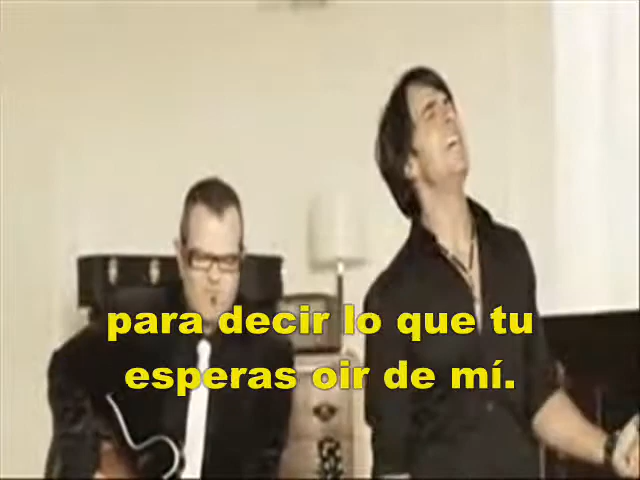 para decir lo que tu
esperas oir de mí.